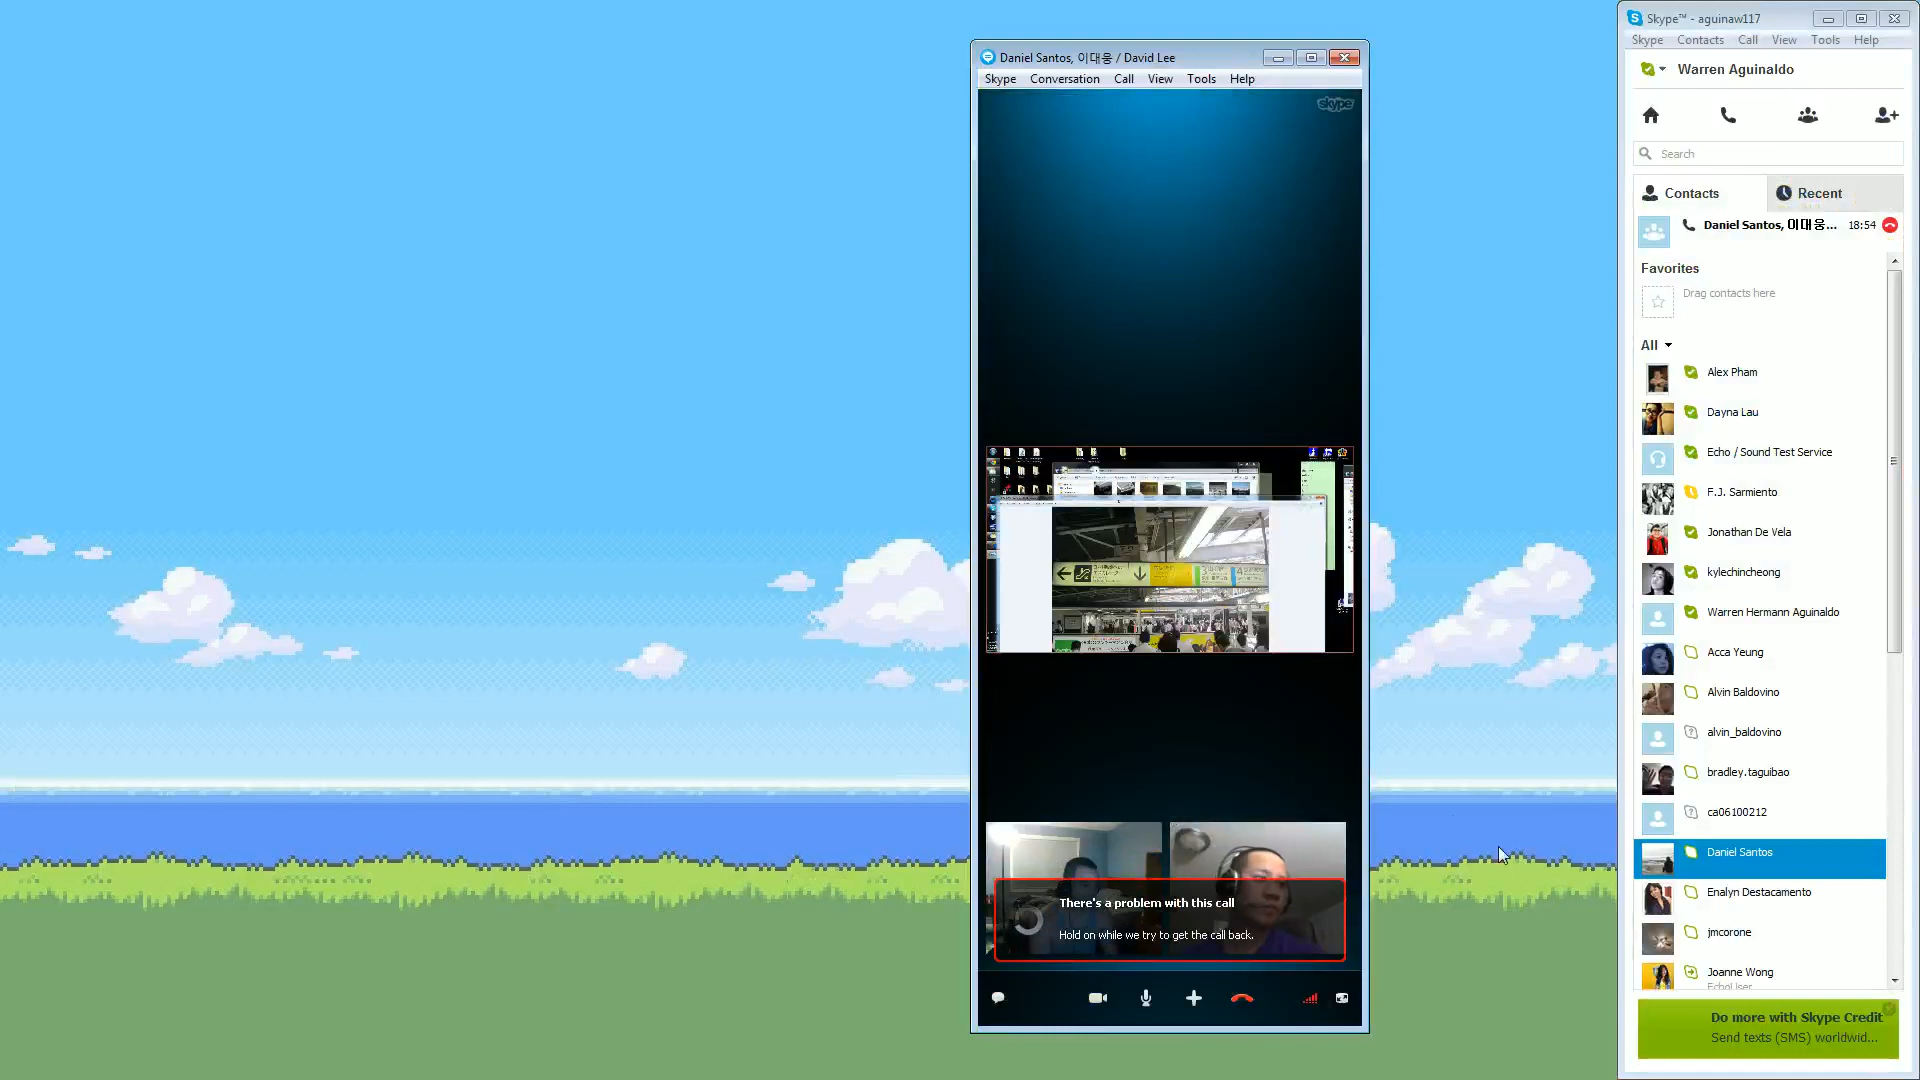 Daniel Santos, 이대웅 / David Lee
Skype Conversation Call View Tools Help
skype
There's a problem with this call
Hold on while we try to get the call back.
Skype™ - aguinaw117
Skype Contacts Call View Tools Help
Warren Aguinaldo
Search
Contacts Recent
Daniel Santos, 이대웅... 18:54
Favorites
Drag contacts here
All
Alex Pham
Dayna Lau
Echo / Sound Test Service
F.J. Sarmiento
Jonathan De Vela
kylechincheong
Warren Hermann Aguinaldo
Acca Yeung
Alvin Baldovino
alvin_baldovino
bradley.taguibao
ca06100212
Daniel Santos
Enalyn Destacamento
jmcorone
Joanne Wong
EchoUser
Do more with Skype Credit
Send texts (SMS) worldwid...